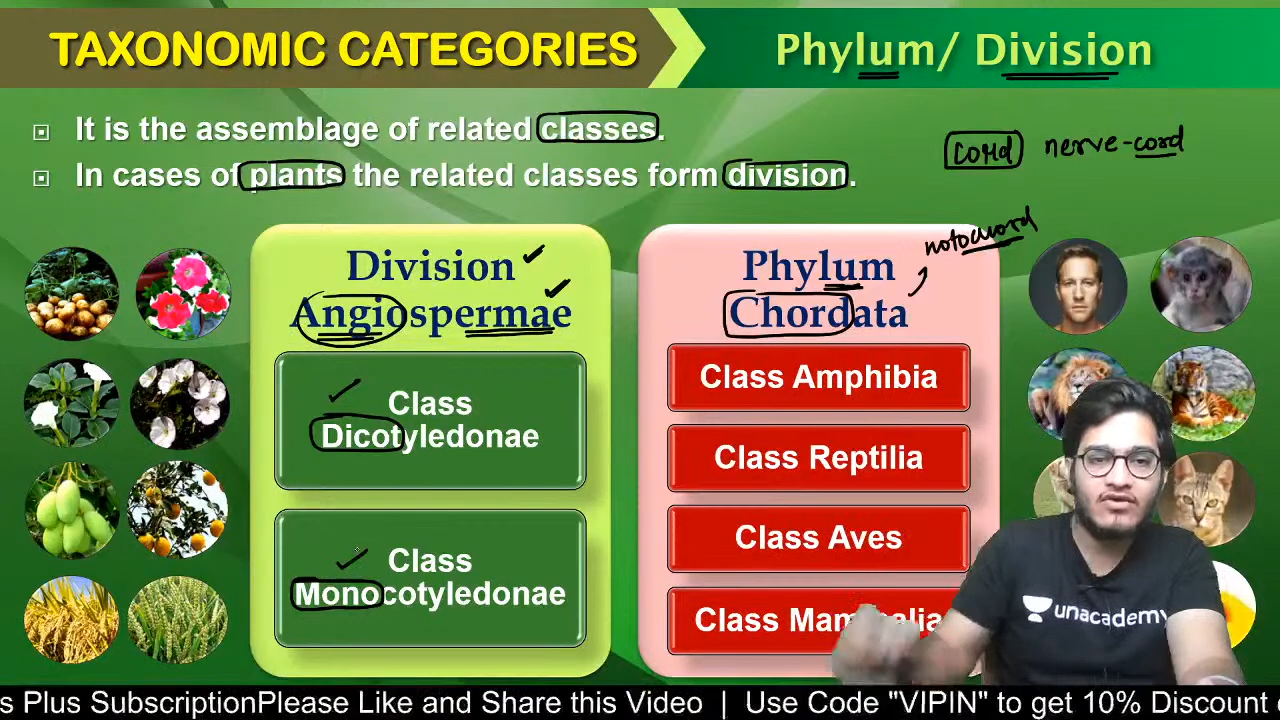 TAXONOMIC CATEGORIES
Phylum/ Division
It is the assemblage of related classes.
In cases of plants the related classes form division.
cord nerve-cord
notochord
Division
Angiospermae
Class
Dicotyledonae
Class
Monocotyledonae
Phylum
Chordata
Class Amphibia
Class Reptilia
Class Aves
Class Mammalia
unacademy
s Plus SubscriptionPlease Like and Share this Video | Use Code "VIPIN" to get 10% Discount